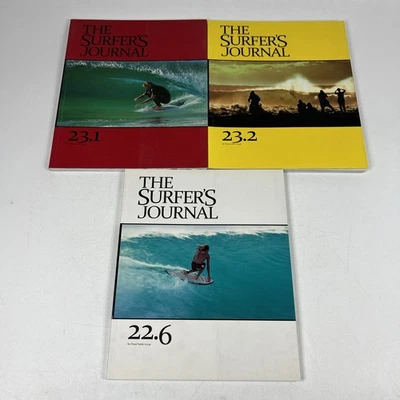 THE
SURFER'S
JOURNAL
23.1
THE
SURFER'S
JOURNAL
23.2
THE
SURFER'S
JOURNAL
22.6